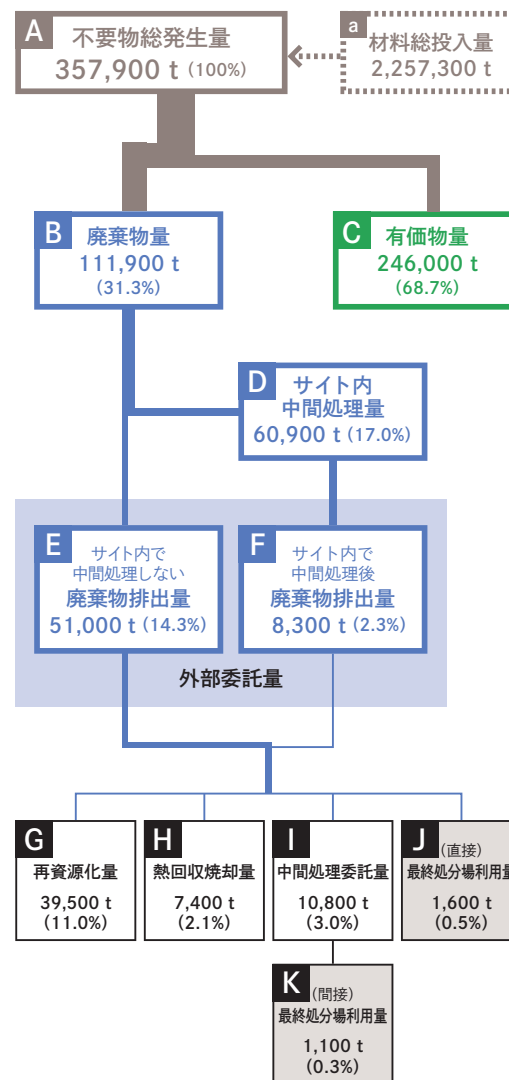 A
不要物総発生量
357,900 t (100%)
a
材料総投入量
2,257,300 t
B
廃棄物量
111,900 t
(31.3%)
C
有価物量
246,000 t
(68.7%)
D
サイト内
中間処理量
60,900 t (17.0%)
E
サイト内で
中間処理しない
廃棄物排出量
51,000 t (14.3%)
F
サイト内で
中間処理後
廃棄物排出量
8,300 t (2.3%)
外部委託量
G
再資源化量
39,500 t
(11.0%)
H
熱回収焼却量
7,400 t
(2.1%)
I
中間処理委託量
10,800 t
(3.0%)
J
(直接)
最終処分場利用量
1,600 t
(0.5%)
K
(間接)
最終処分場利用量
1,100 t
(0.3%)